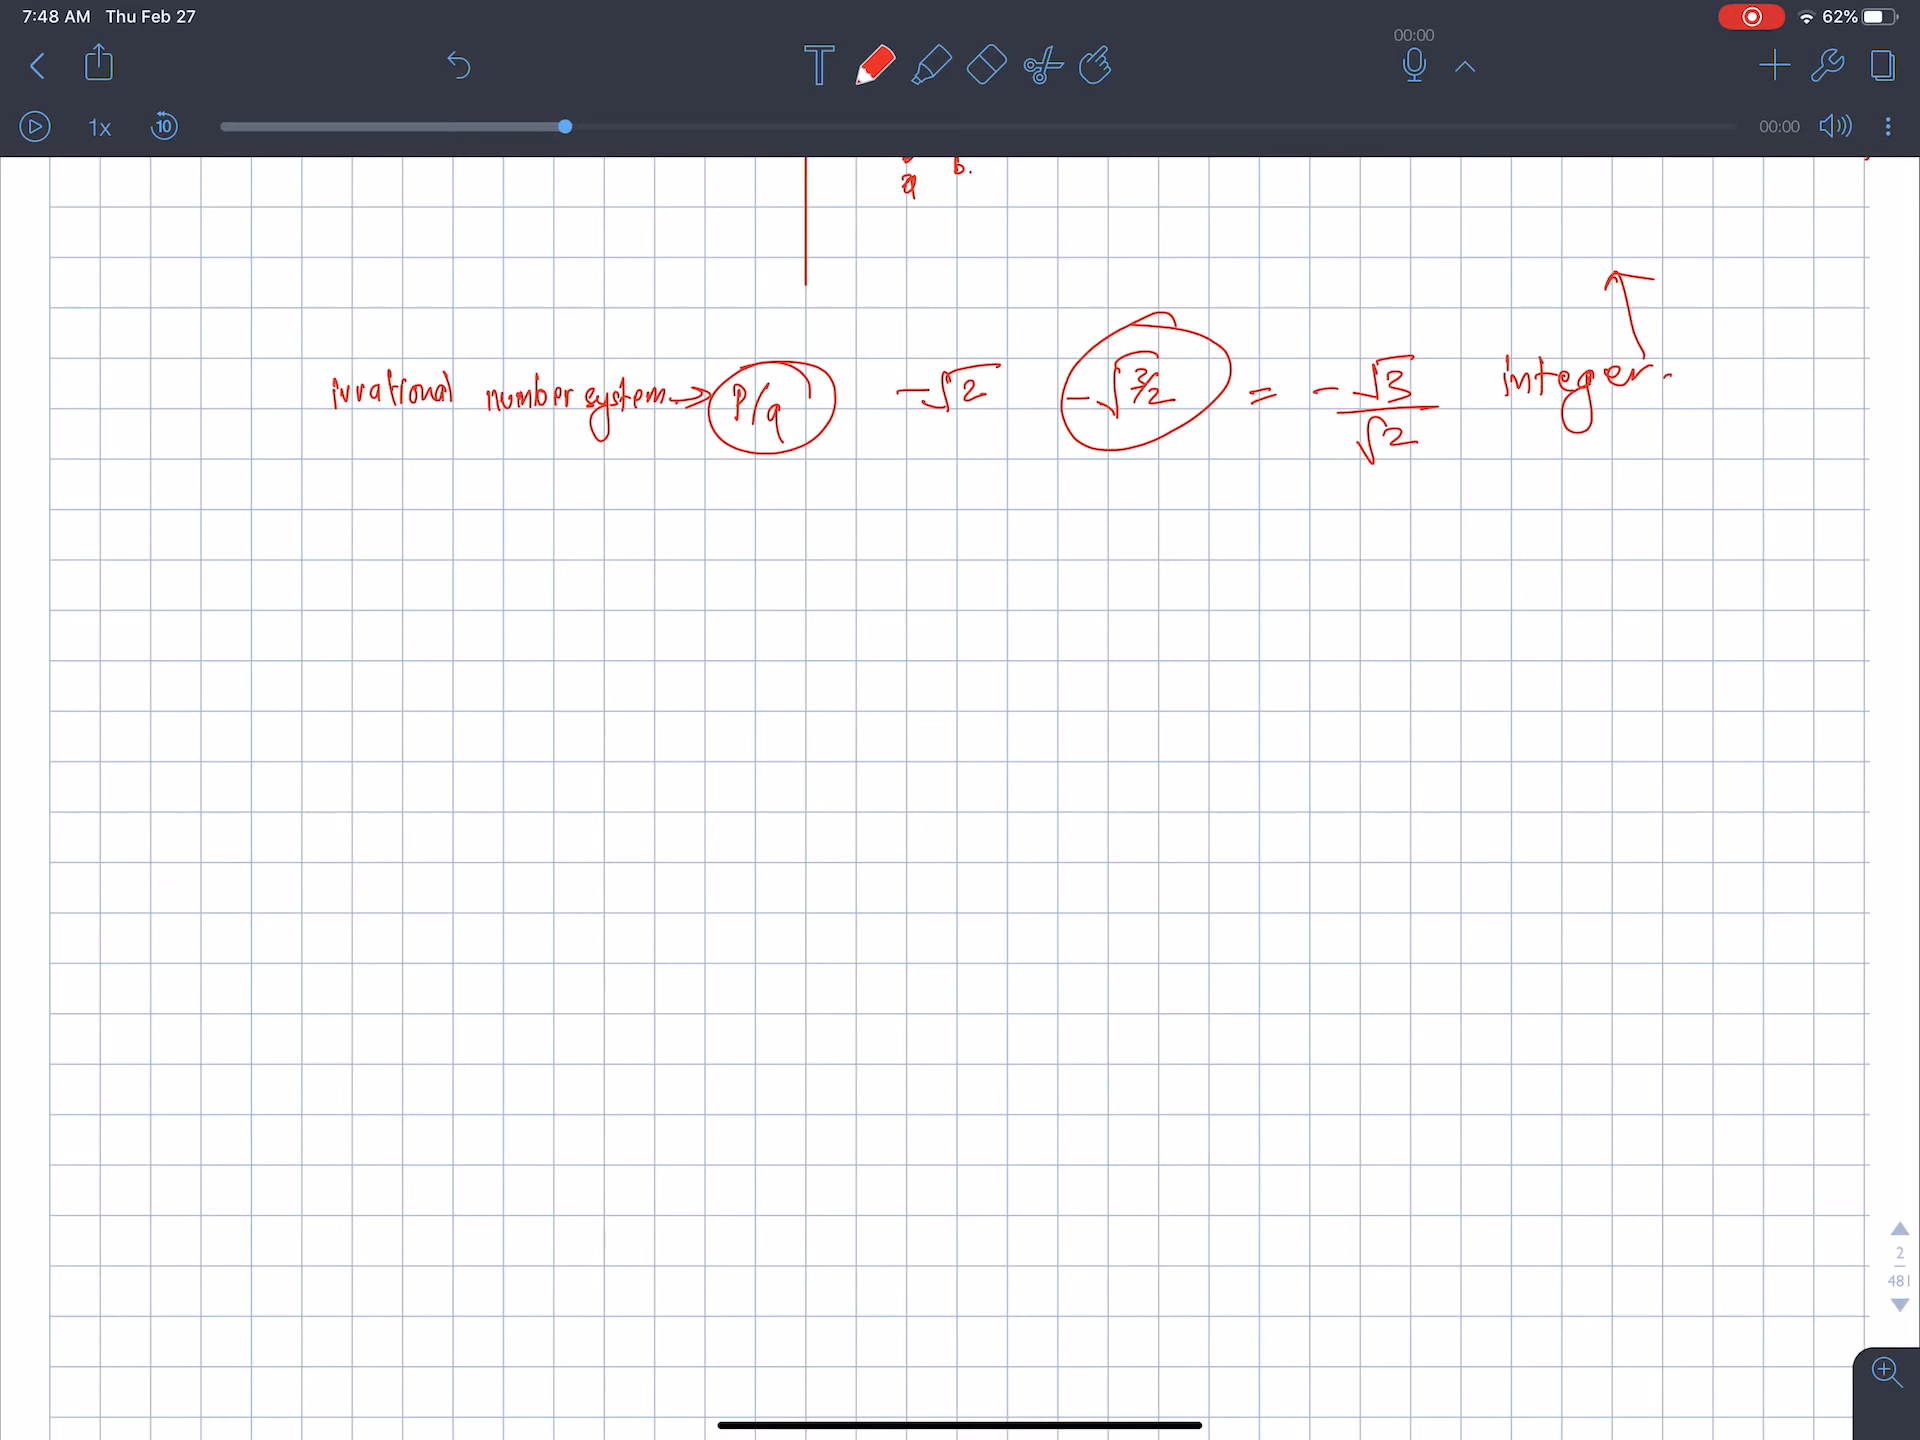 7:48 AM Thu Feb 27
62%
00:00
T
1x
10
00:00
a b.
irrational number system → P/q -√2 -√3/2 = -√3/√2 integer.
2
481